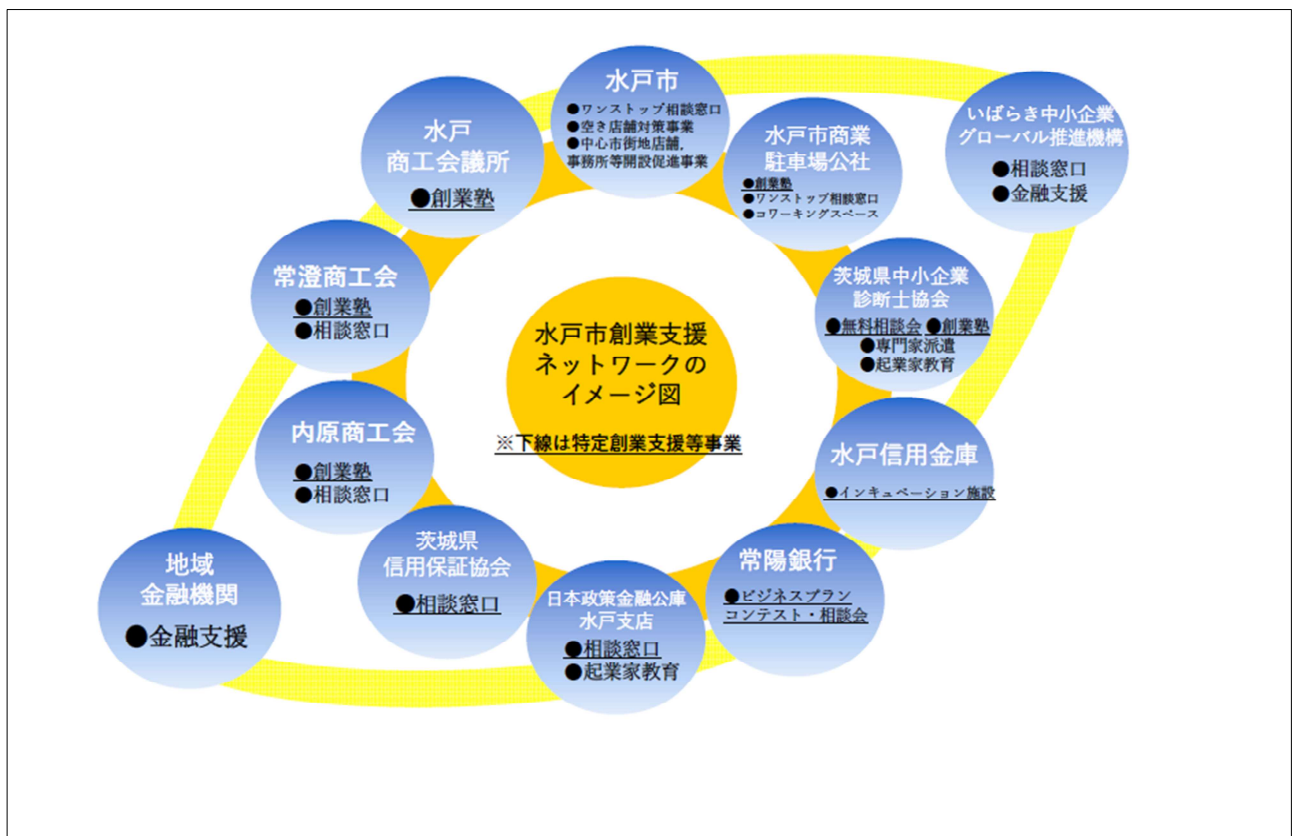 水戸市
●ワンストップ相談窓口
●空き店舗対策事業
●中心市街地店舗,
事務所等開設促進事業
水戸市商業
駐車場公社
●創業塾
●ワンストップ相談窓口
●コワーキングスペース
いばらき中小企業
グローバル推進機構
●相談窓口
●金融支援
茨城県中小企業
診断士協会
●無料相談会 ●創業塾
●専門家派遣
●起業家教育
水戸信用金庫
●インキュベーション施設
常陽銀行
●ビジネスプラン
コンテスト・相談会
日本政策金融公庫
水戸支店
●相談窓口
●起業家教育
茨城県
信用保証協会
●相談窓口
地域
金融機関
●金融支援
内原商工会
●創業塾
●相談窓口
常澄商工会
●創業塾
●相談窓口
水戸
商工会議所
●創業塾
水戸市創業支援
ネットワークの
イメージ図
※下線は特定創業支援等事業